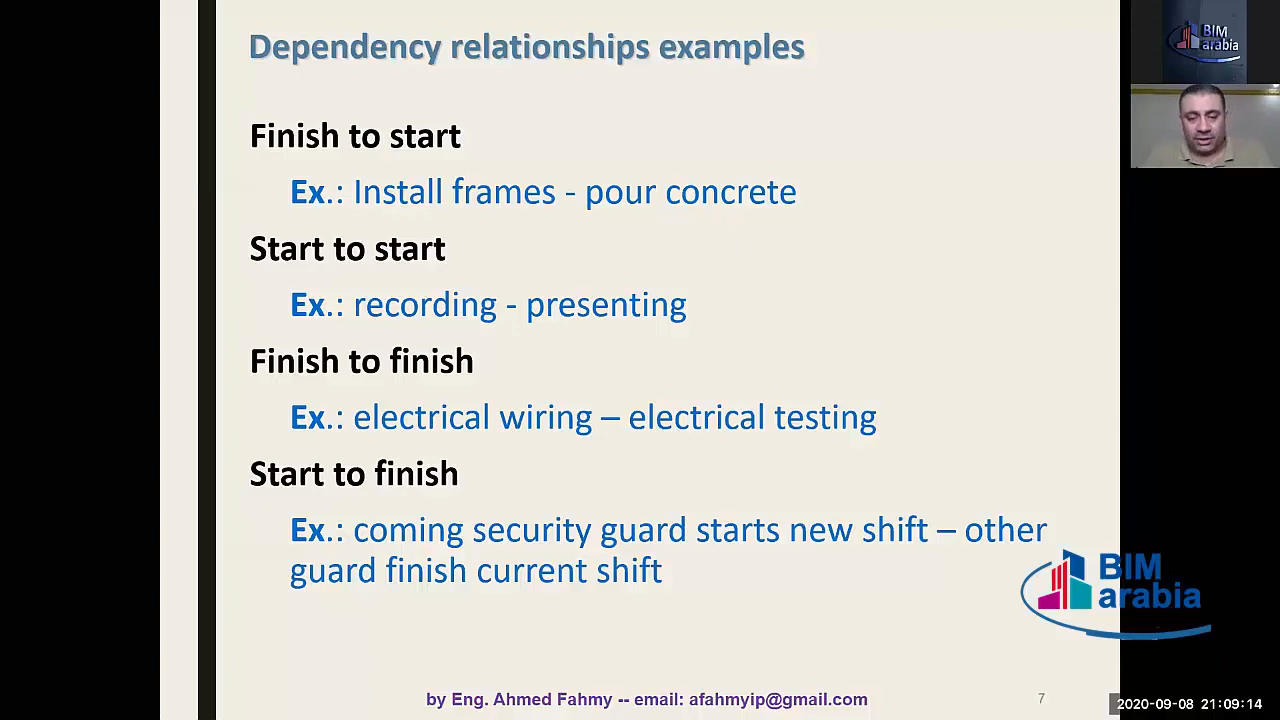 Dependency relationships examples
BIM
arabia
Finish to start
Ex.: Install frames - pour concrete
Start to start
Ex.: recording - presenting
Finish to finish
Ex.: electrical wiring – electrical testing
Start to finish
Ex.: coming security guard starts new shift – other
guard finish current shift
BIM
arabia
by Eng. Ahmed Fahmy -- email: afahmyip@gmail.com
7
2020-09-08 21:09:14